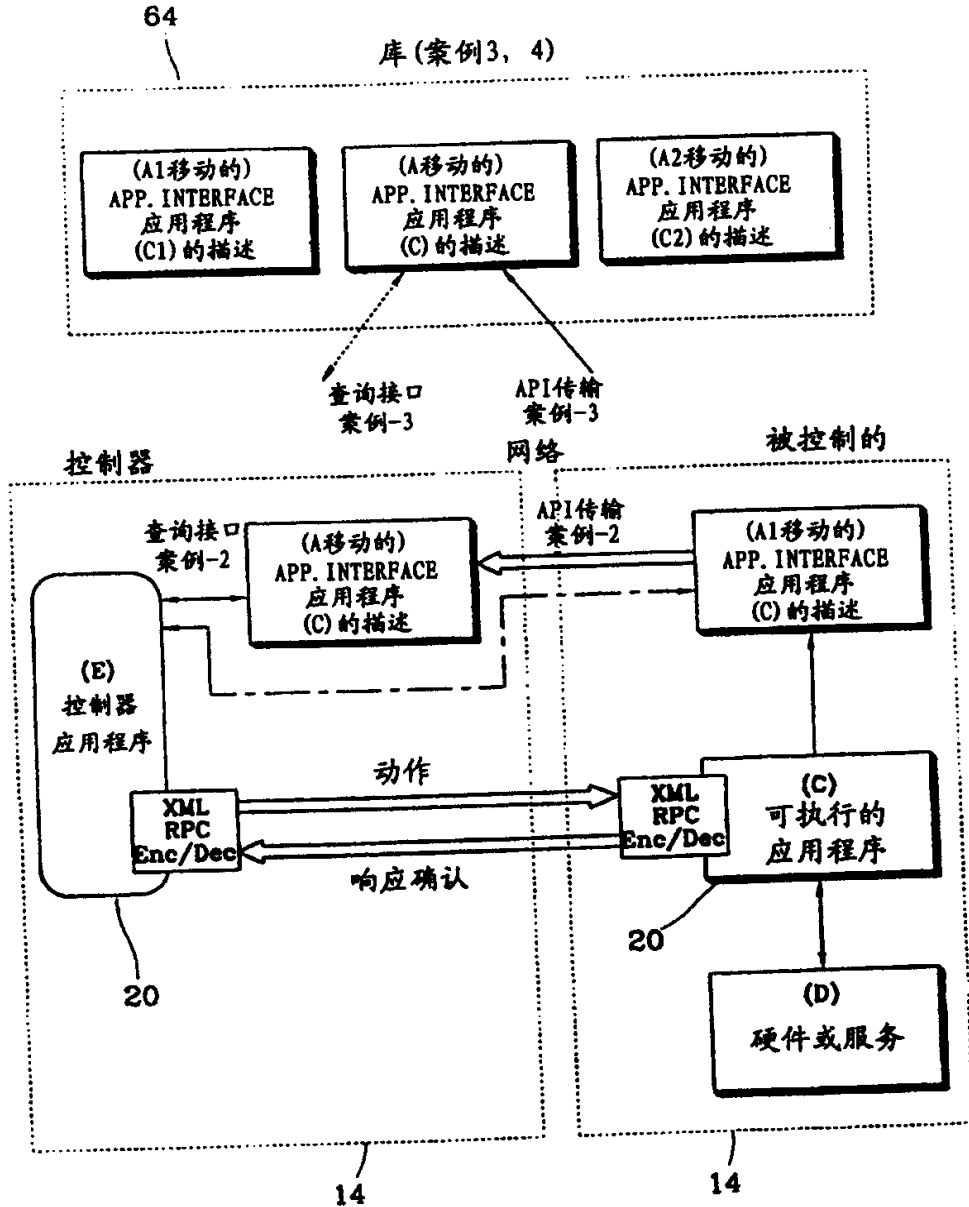 64
库(案例3, 4)
(A1移动的)
APP. INTERFACE
应用程序
(C1)的描述
(A移动的)
APP. INTERFACE
应用程序
(C)的描述
(A2移动的)
APP. INTERFACE
应用程序
(C2)的描述
查询接口
案例-3
API传输
案例-3
控制器
网络
被控制的
查询接口
案例-2
(A移动的)
APP. INTERFACE
应用程序
(C)的描述
API传输
案例-2
(A1移动的)
APP. INTERFACE
应用程序
(C)的描述
(E)
控制器
应用程序
动作
XML
RPC
Enc/Dec
XML
RPC
Enc/Dec
(C)
可执行的
应用程序
响应确认
20
20
(D)
硬件或服务
14
14